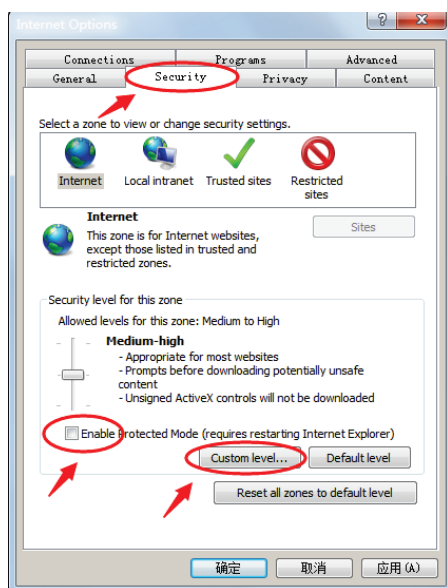 Internet Options
Connections Programs Advanced
General Security Privacy Content
Select a zone to view or change security settings.
Internet Local intranet Trusted sites Restricted sites
Internet
This zone is for Internet websites,
except those listed in trusted and
restricted zones.
Sites
Security level for this zone
Allowed levels for this zone: Medium to High
Medium-high
- Appropriate for most websites
- Prompts before downloading potentially unsafe
content
- Unsigned ActiveX controls will not be downloaded
Enable Protected Mode (requires restarting Internet Explorer)
Custom level... Default level
Reset all zones to default level
确定 取消 应用(A)